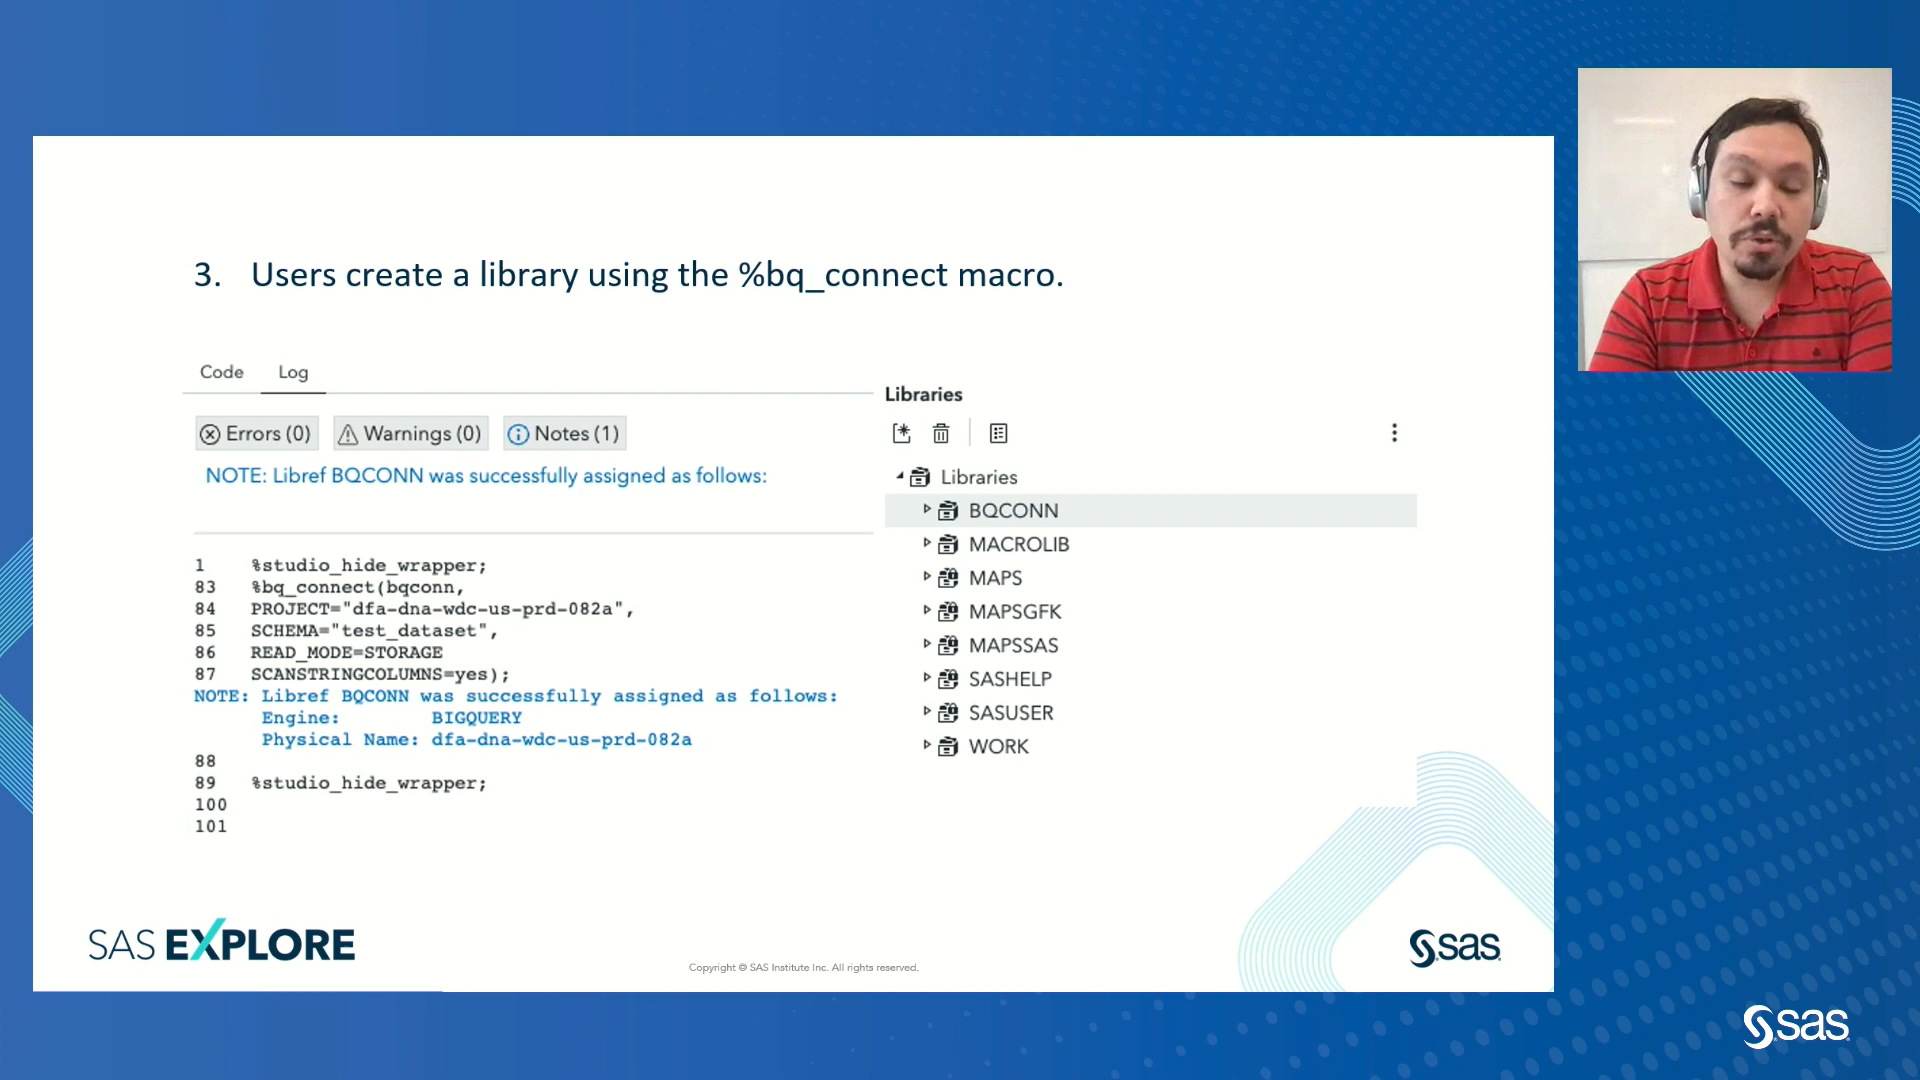 3. Users create a library using the %bq_connect macro.
Code Log
Errors (0) Warnings (0) Notes (1)
NOTE: Libref BQCONN was successfully assigned as follows:
1 %studio_hide_wrapper;
83 %bq_connect(bqconn,
84 PROJECT="dfa-dna-wdc-us-prd-082a",
85 SCHEMA="test_dataset",
86 READ_MODE=STORAGE
87 SCANSTRINGCOLUMNS=yes);
NOTE: Libref BQCONN was successfully assigned as follows:
Engine: BIGQUERY
Physical Name: dfa-dna-wdc-us-prd-082a
88
89 %studio_hide_wrapper;
100
101
Libraries
Libraries
BQCONN
MACROLIB
MAPS
MAPSGFK
MAPSSAS
SASHELP
SASUSER
WORK
SAS EXPLORE
Copyright © SAS Institute Inc. All rights reserved.
sas
sas